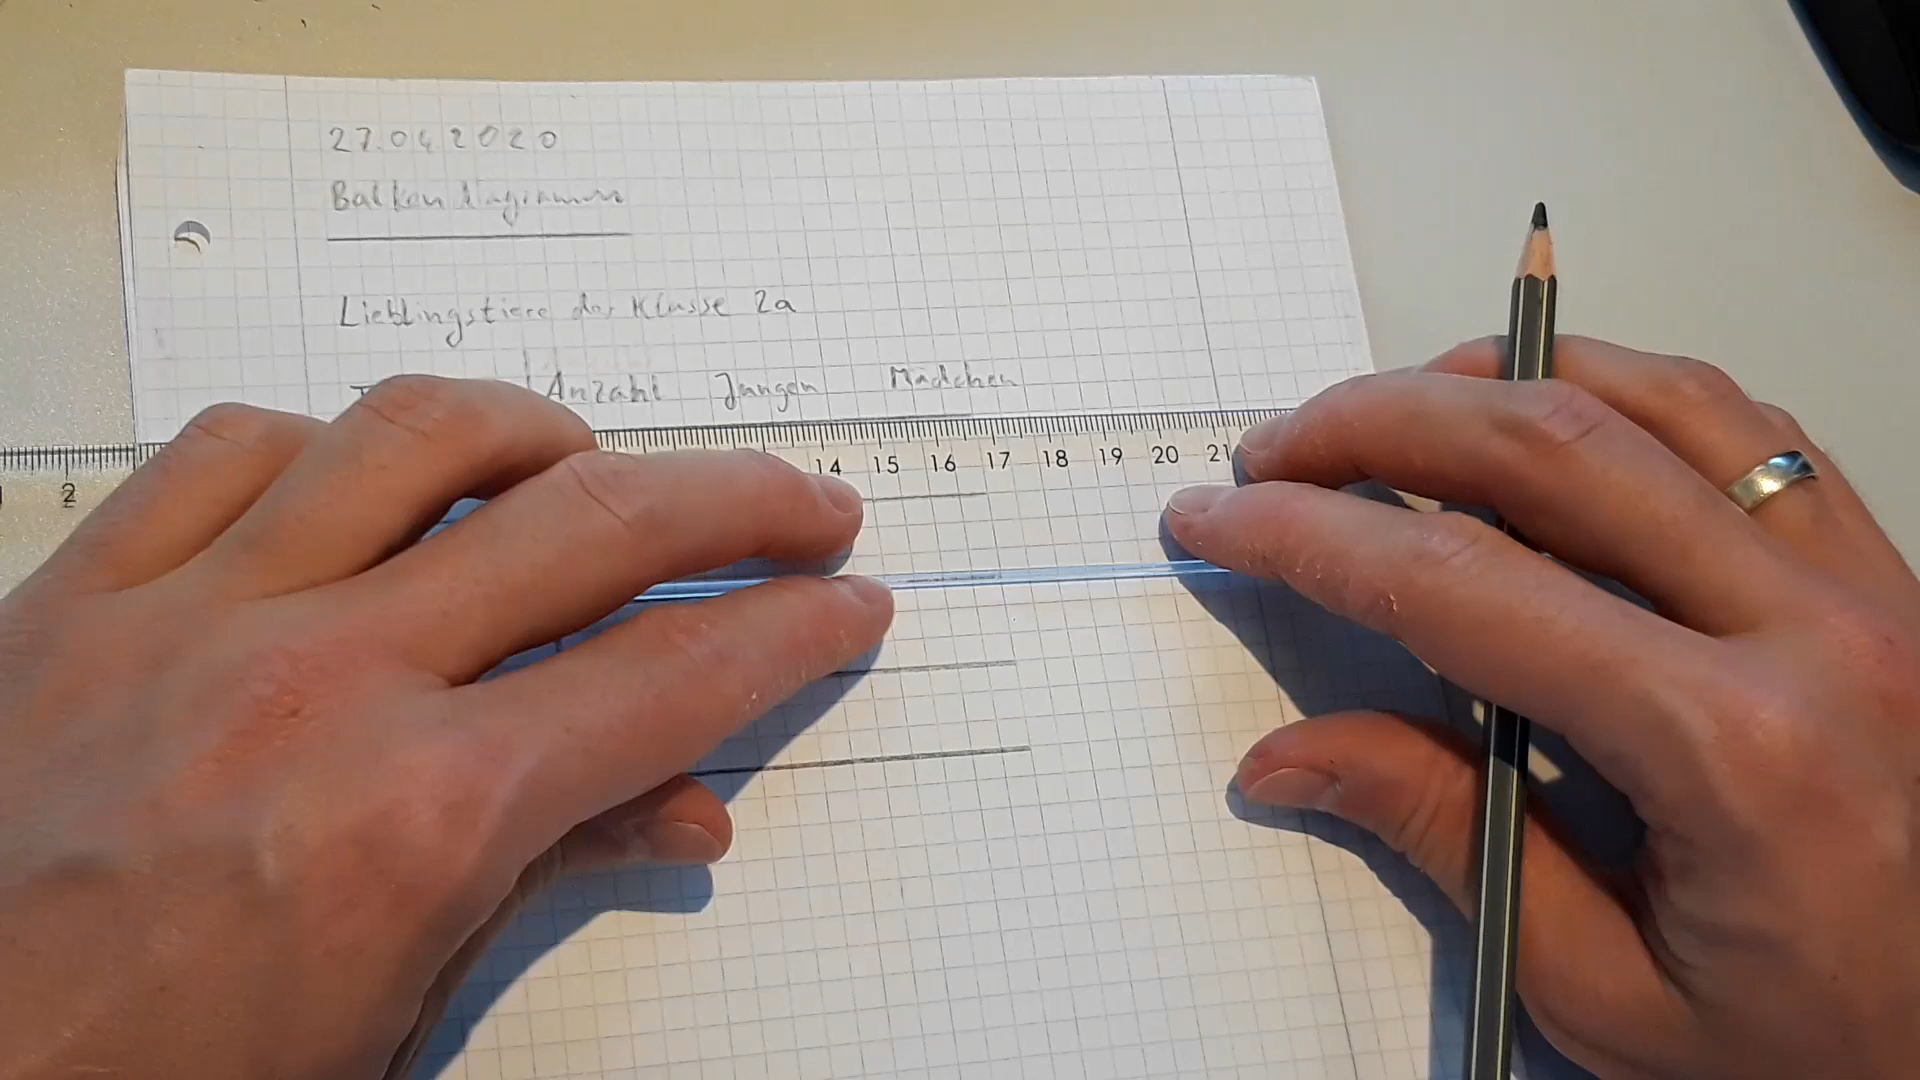 27.04.2020
Balkendiagramm
Lieblingstiere der Klasse 2a
Anzahl Jungen Mädchen
2 14 15 16 17 18 19 20 21